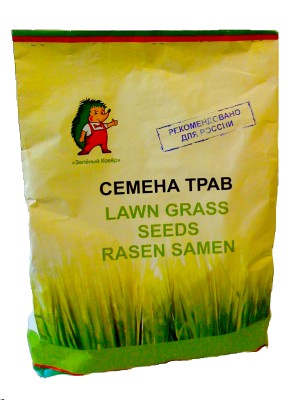 РЕКОМЕНДОВАНО
ДЛЯ РОССИИ
«Зелёный Ковёр»
СЕМЕНА ТРАВ
LAWN GRASS
SEEDS
RASEN SAMEN